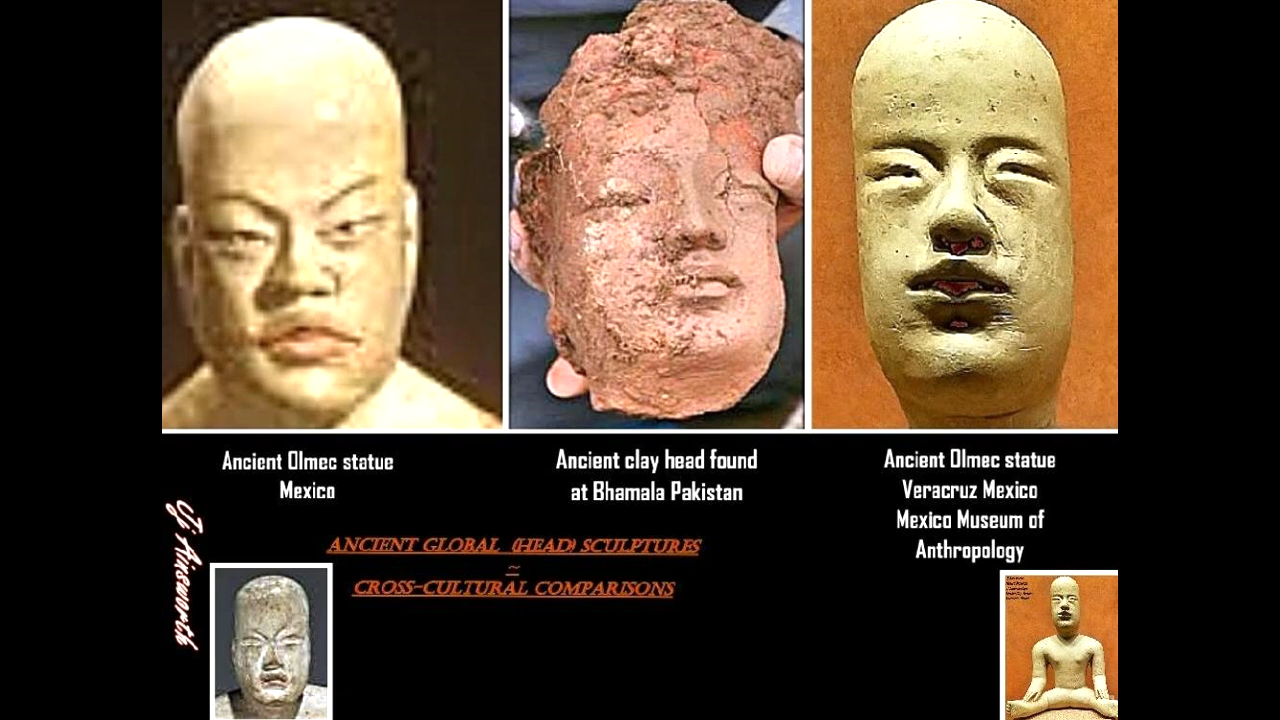 Ancient Olmec statue
Mexico
Ancient clay head found
at Bhamala Pakistan
Ancient Olmec statue
Veracruz Mexico
Mexico Museum of
Anthropology
Cj Ainsworth
ANCIENT GLOBAL (HEAD) SCULPTURES
~
CROSS-CULTURAL COMPARISONS